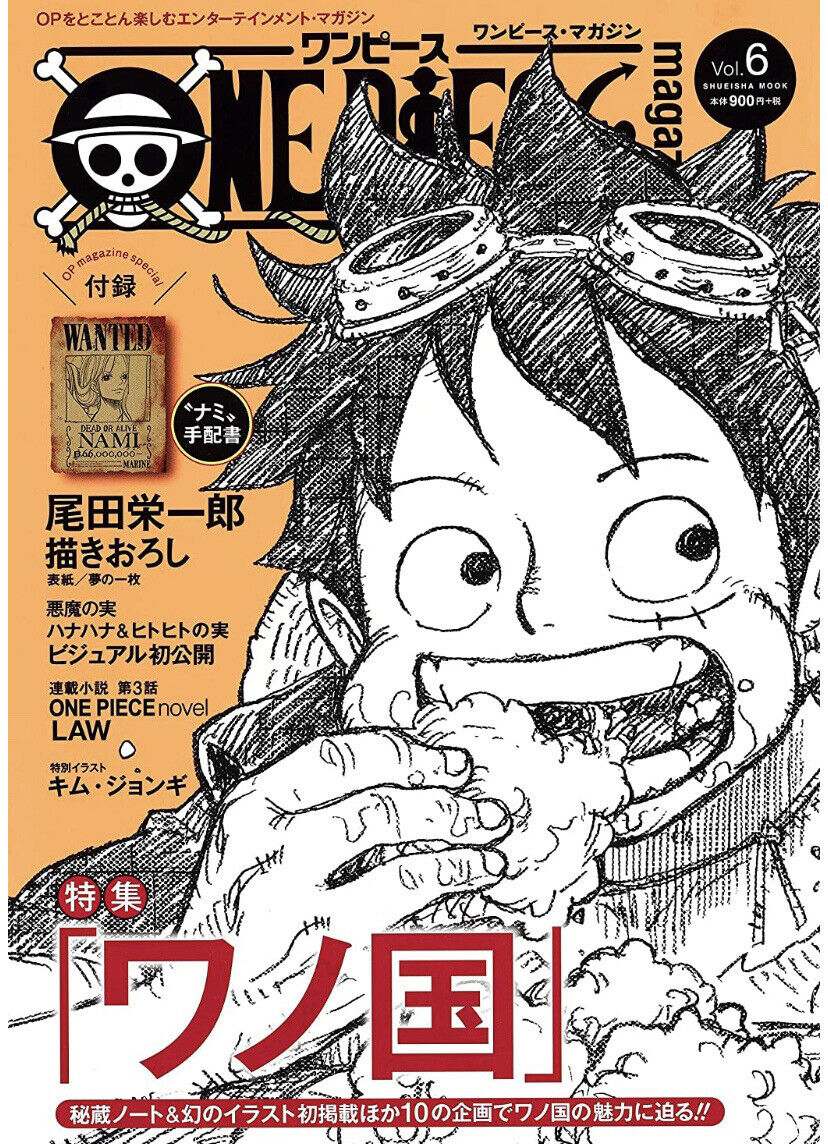 OPをとことん楽しむエンターテインメント・マガジン
ワンピース
ワンピース・マガジン
ONE PIECE
magaz
Vol.6
SHUEISHA MOOK
本体900円+税
OP magazine special
付録
WANTED
DEAD OR ALIVE
NAMI
฿66,000,000—
MARINE
〝ナミ〟
手配書
尾田栄一郎
描きおろし
表紙/夢の一枚
悪魔の実
ハナハナ&ヒトヒトの実
ビジュアル初公開
連載小説 第3話
ONE PIECE novel
LAW
特別イラスト
キム・ジョンギ
特集
「ワノ国」
秘蔵ノート&幻のイラスト初掲載ほか10の企画でワノ国の魅力に迫る!!